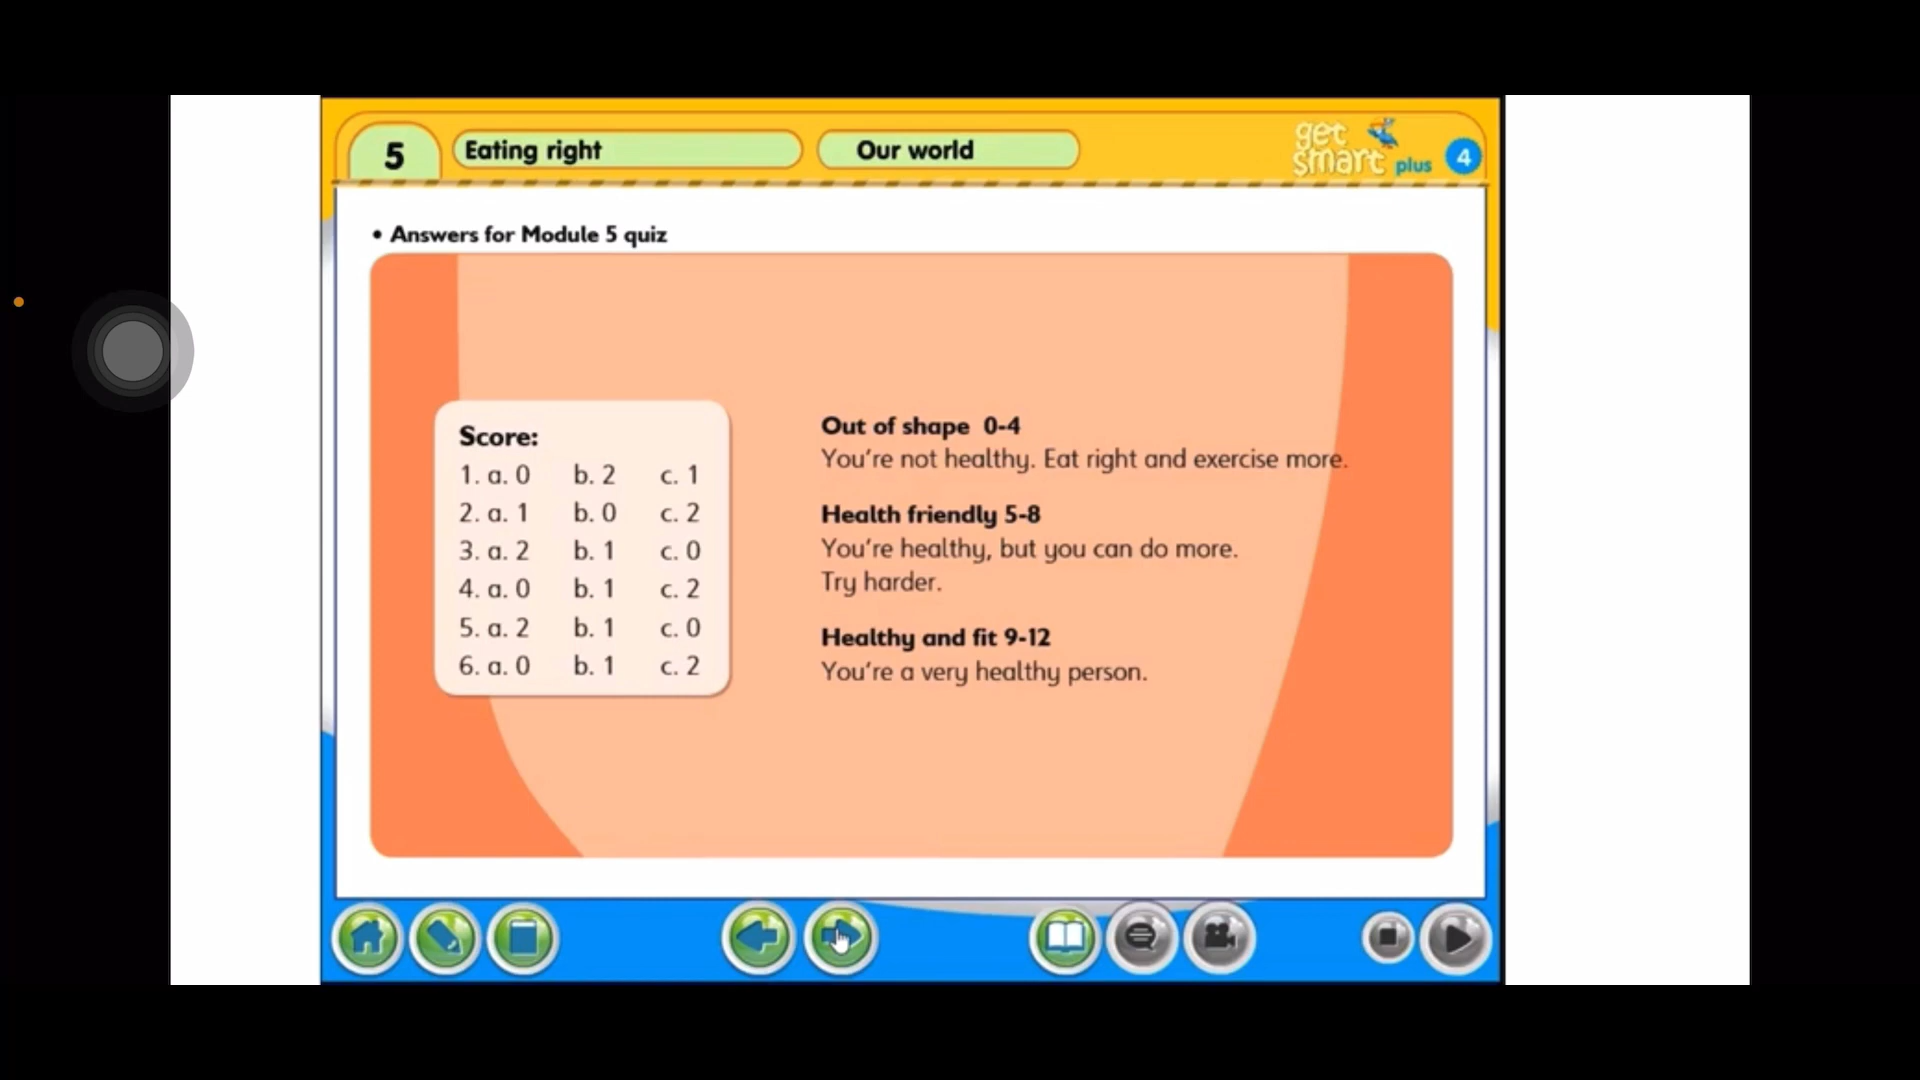 5
Eating right
Our world
get
smart plus 4
• Answers for Module 5 quiz
Score:
1. a. 0 b. 2 c. 1
2. a. 1 b. 0 c. 2
3. a. 2 b. 1 c. 0
4. a. 0 b. 1 c. 2
5. a. 2 b. 1 c. 0
6. a. 0 b. 1 c. 2
Out of shape 0-4
You're not healthy. Eat right and exercise more.
Health friendly 5-8
You're healthy, but you can do more.
Try harder.
Healthy and fit 9-12
You're a very healthy person.